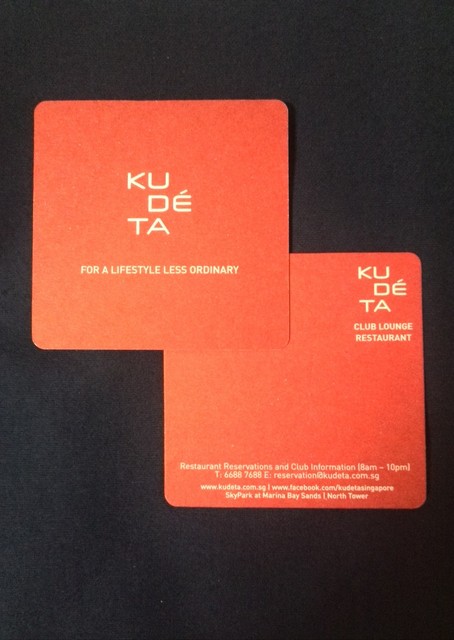 KU
DÉ
TA
FOR A LIFESTYLE LESS ORDINARY
KU
DÉ
TA
CLUB LOUNGE
RESTAURANT
Restaurant Reservations and Club Information (8am – 10pm)
T: 6688 7688 E: reservation@kudeta.com.sg
www.kudeta.com.sg | www.facebook.com/kudetasingapore
SkyPark at Marina Bay Sands | North Tower